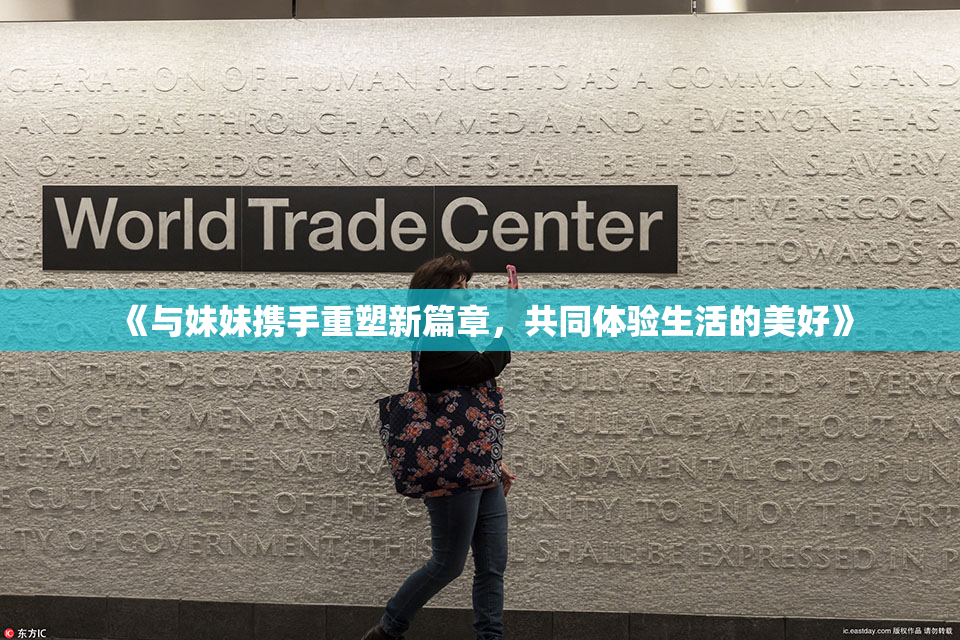 CLARATION OF HUMAN RIGHTS AS A COMMON STAND
AND IDEAS THROUGH ANY MEDIA AND EVERYONE HAS
OF THIS PLEDGE NO ONE SHALL BE HELD IN SLAVERY
World Trade Center
ECTIVE RECOGN
ACT TOWARDS O
《与妹妹携手重塑新篇章，共同体验生活的美好》
IN THIS DECLARATION FULLY REALIZED EVERYO
THOUGHT MEN AND OF FULL AGE WITHO
E FAMILY IS THE NATURA FUNDAMENTAL GROUP
E CULTURAL LIFE OF THE UNITY, TO ENJOY THE ART
TY OF GOVERNMENT; THIS SHALL BE EXPRESSED IN P
东方IC
ic.eastday.com 版权作品 请勿转载